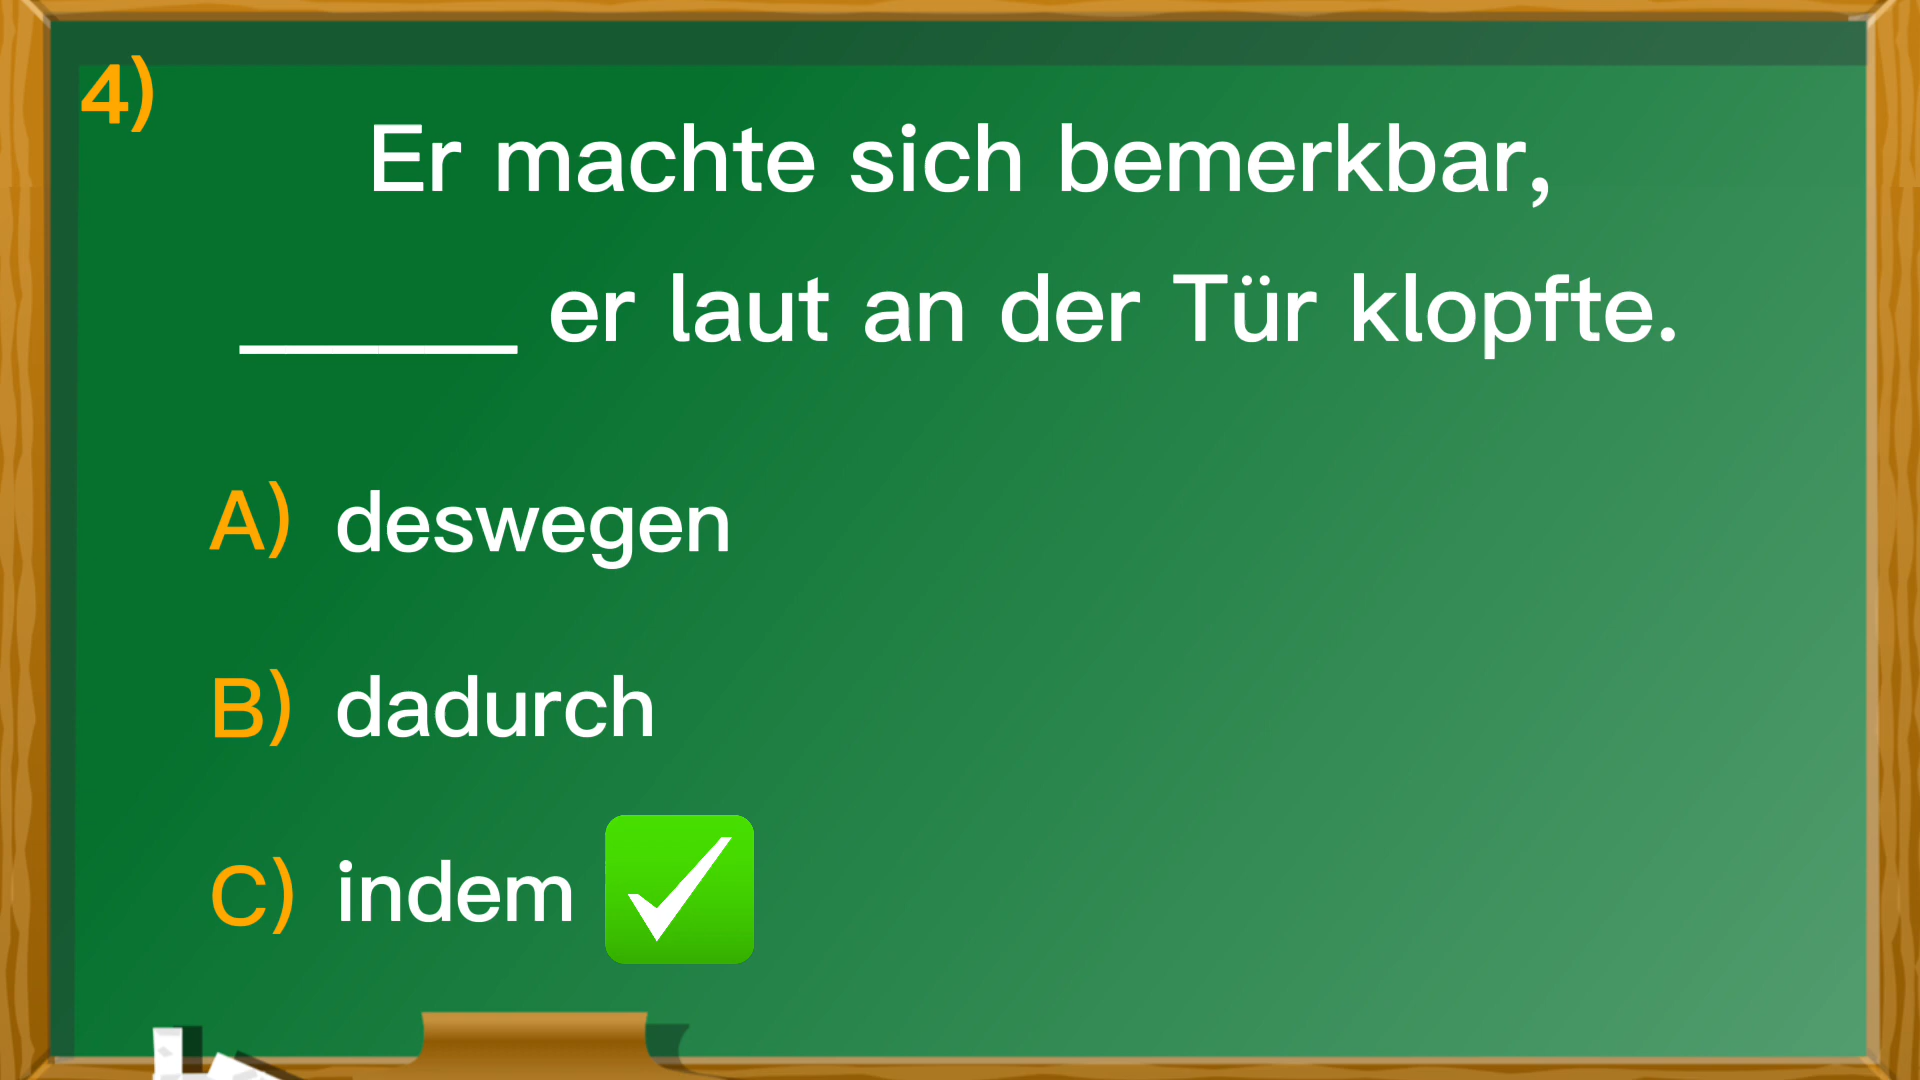 4)
Er machte sich bemerkbar,
______ er laut an der Tür klopfte.
A) deswegen
B) dadurch
C) indem ✅